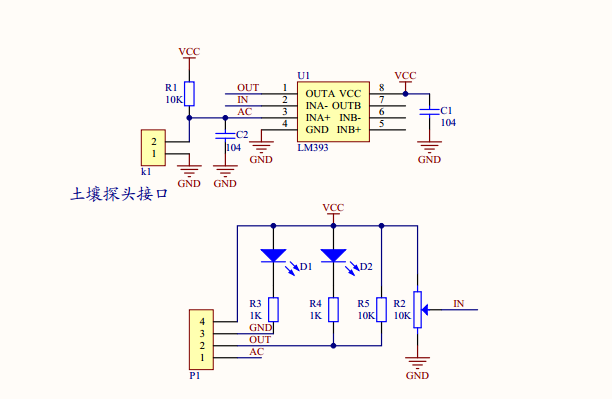 VCC
R1
10K
U1
VCC
OUT 1 OUTA VCC 8
IN 2 INA- OUTB 7
AC 3 INA+ INB- 6
4 GND INB+ 5
LM393
C1
104
C2
104
GND
GND
2
1
k1
GND
GND
土壤探头接口
VCC
D1
D2
R3
1K
R4
1K
R5
10K
R2
10K
IN
4
3 GND
2 OUT
1 AC
P1
GND